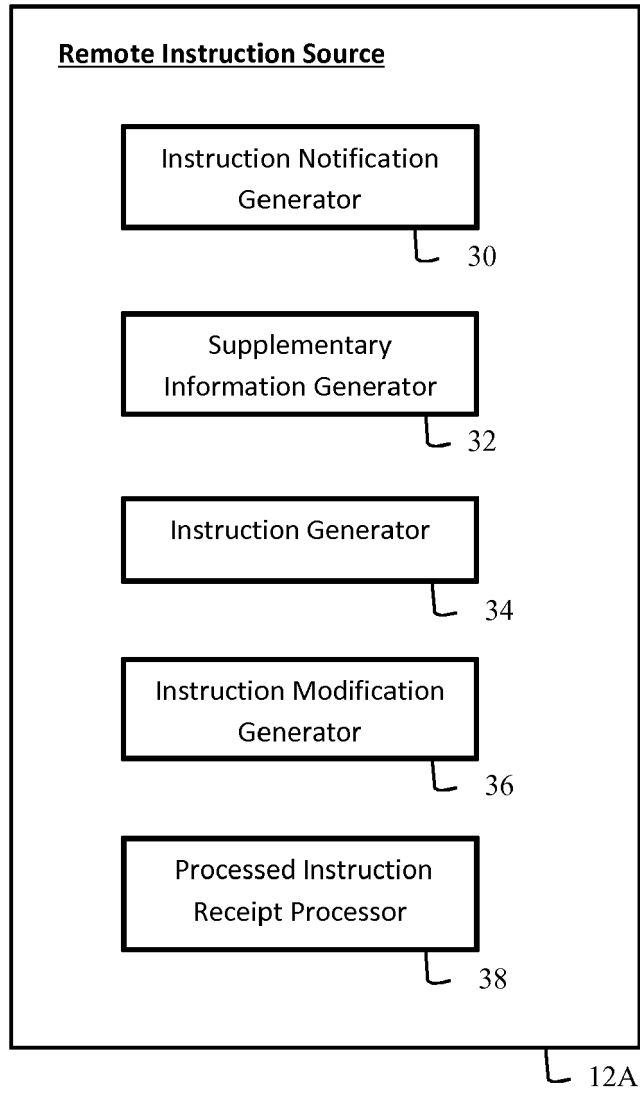 Remote Instruction Source
Instruction Notification
Generator
30
Supplementary
Information Generator
32
Instruction Generator
34
Instruction Modification
Generator
36
Processed Instruction
Receipt Processor
38
12A